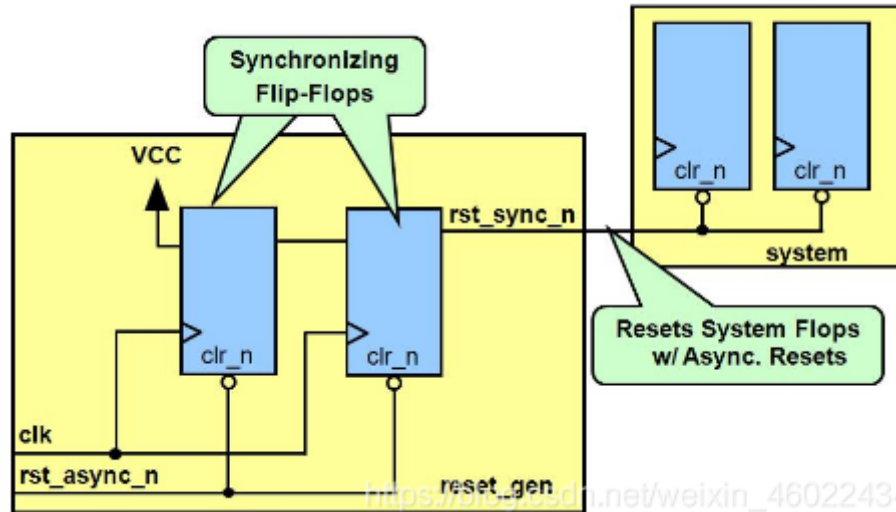 Synchronizing
Flip-Flops
VCC
clr_n
clr_n
rst_sync_n
clr_n
clr_n
system
Resets System Flops
w/ Async. Resets
clk
rst_async_n
reset_gen
https://blog.csdn.net/weixin_4602243